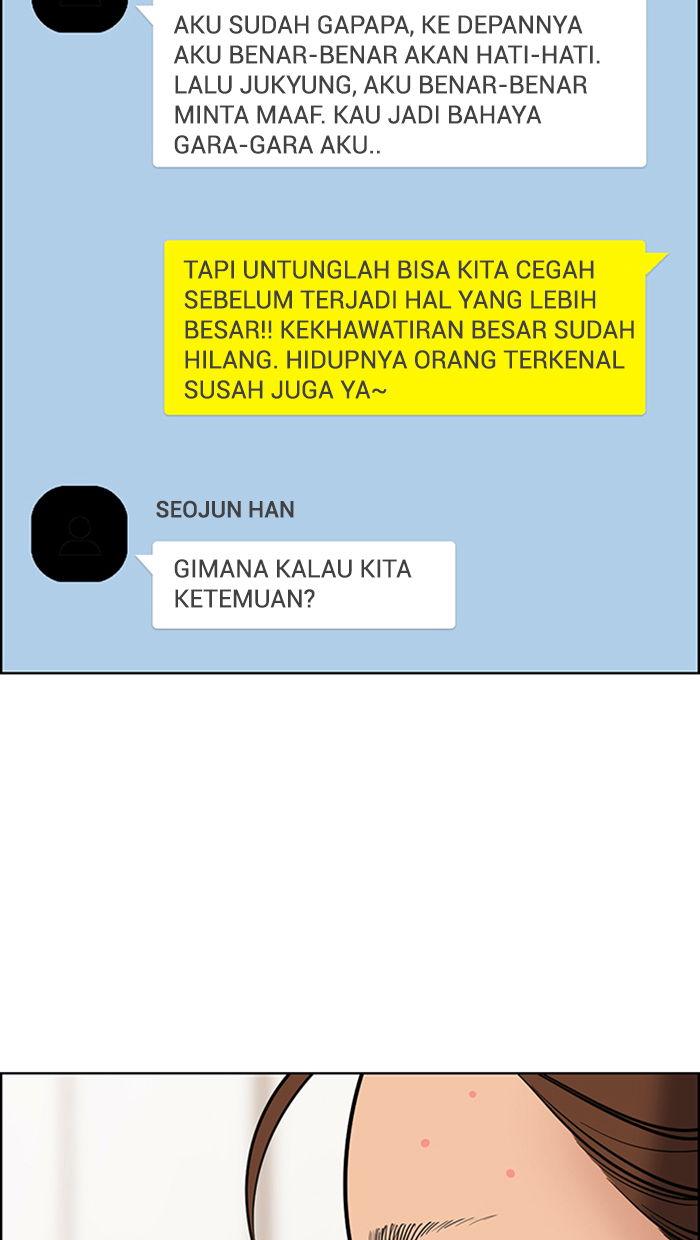 AKU SUDAH GAPAPA, KE DEPANNYA
AKU BENAR-BENAR AKAN HATI-HATI.
LALU JUKYUNG, AKU BENAR-BENAR
MINTA MAAF. KAU JADI BAHAYA
GARA-GARA AKU..
TAPI UNTUNGLAH BISA KITA CEGAH
SEBELUM TERJADI HAL YANG LEBIH
BESAR!! KEKHAWATIRAN BESAR SUDAH
HILANG. HIDUPNYA ORANG TERKENAL
SUSAH JUGA YA~
SEOJUN HAN
GIMANA KALAU KITA
KETEMUAN?